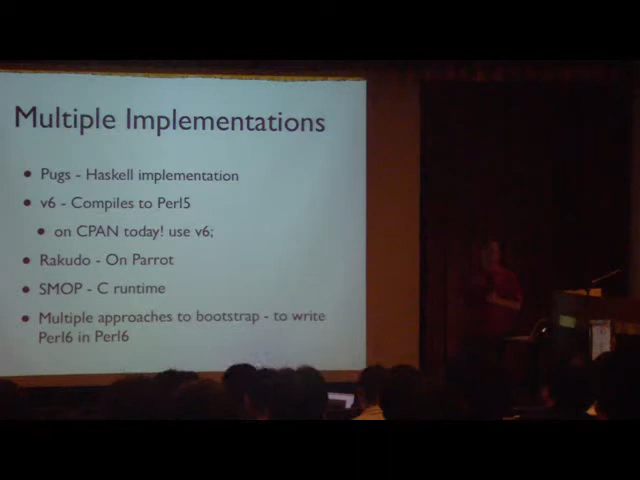 Multiple Implementations
• Pugs - Haskell implementation
• v6 - Compiles to Perl5
• on CPAN today! use v6;
• Rakudo - On Parrot
• SMOP - C runtime
• Multiple approaches to bootstrap - to write
Perl6 in Perl6